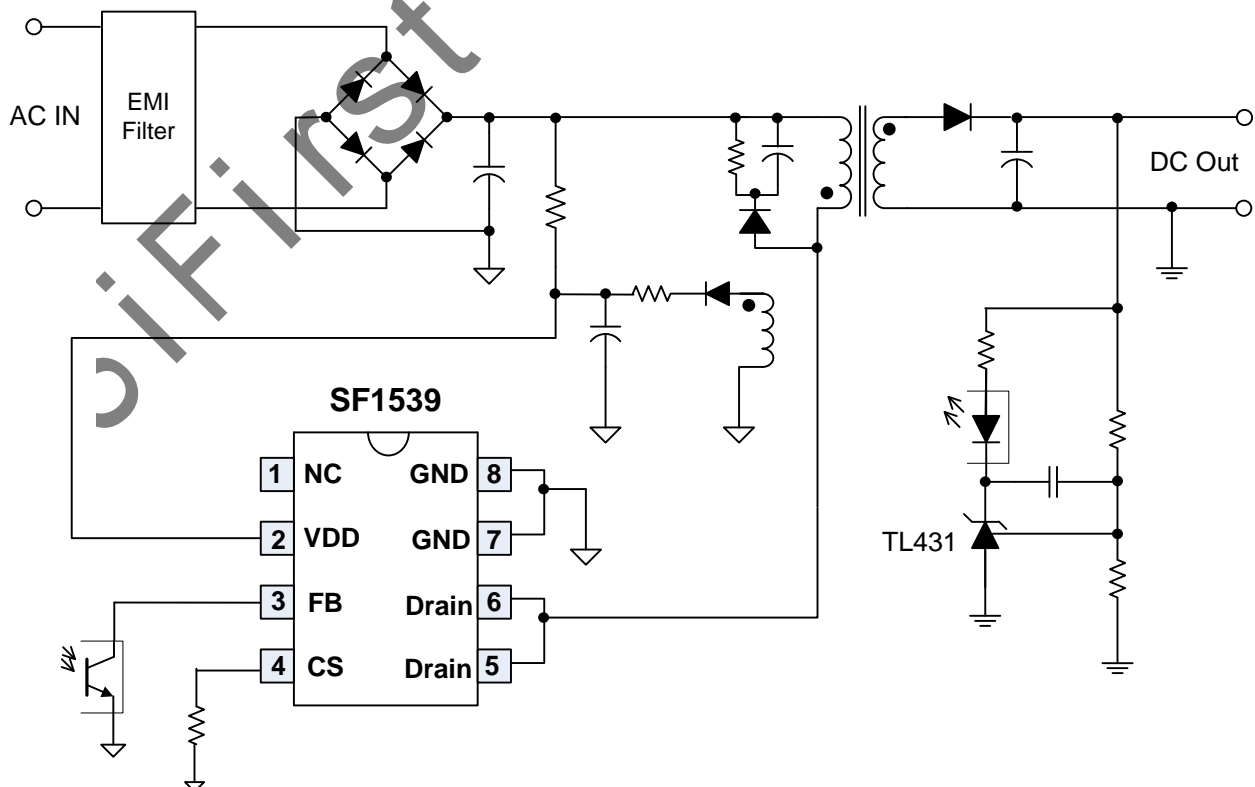 AC IN
EMI
Filter
DC Out
SF1539
1 NC GND 8
2 VDD GND 7
3 FB Drain 6
4 CS Drain 5
TL431
iFirst